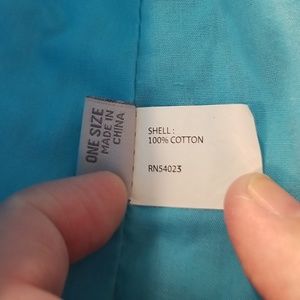 ONE SIZE
MADE IN
CHINA
SHELL :
100% COTTON
RN54023